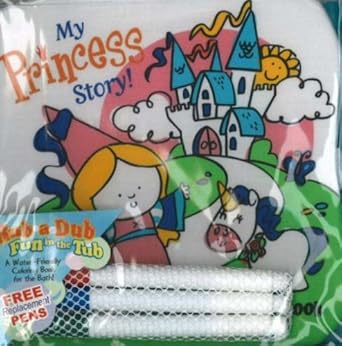 My
Princess
Story!
Rub a Dub
Fun in the Tub
A Water-Friendly
Coloring Book
for the Bath!
FREE
Replacement
PENS